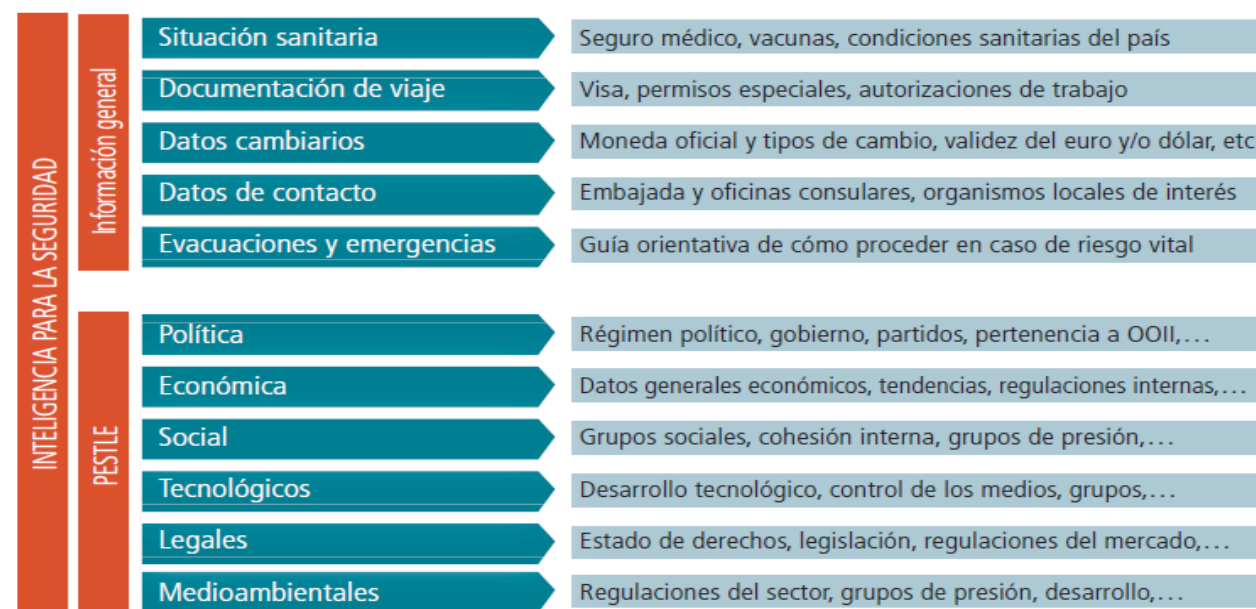 INTELIGENCIA PARA LA SEGURIDAD
Información general
Situación sanitaria
Seguro médico, vacunas, condiciones sanitarias del país
Documentación de viaje
Visa, permisos especiales, autorizaciones de trabajo
Datos cambiarios
Moneda oficial y tipos de cambio, validez del euro y/o dólar, etc
Datos de contacto
Embajada y oficinas consulares, organismos locales de interés
Evacuaciones y emergencias
Guía orientativa de cómo proceder en caso de riesgo vital
PESTLE
Política
Régimen político, gobierno, partidos, pertenencia a OOII,...
Económica
Datos generales económicos, tendencias, regulaciones internas,...
Social
Grupos sociales, cohesión interna, grupos de presión,...
Tecnológicos
Desarrollo tecnológico, control de los medios, grupos,...
Legales
Estado de derechos, legislación, regulaciones del mercado,...
Medioambientales
Regulaciones del sector, grupos de presión, desarrollo,...